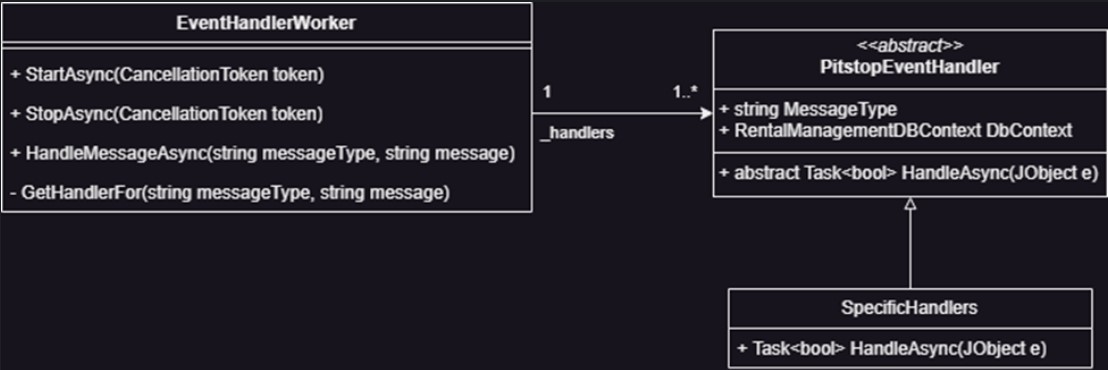 EventHandlerWorker
+ StartAsync(CancellationToken token)
+ StopAsync(CancellationToken token)
+ HandleMessageAsync(string messageType, string message)
- GetHandlerFor(string messageType, string message)
1
1..*
_handlers
<<abstract>>
PitstopEventHandler
+ string MessageType
+ RentalManagementDBContext DbContext
+ abstract Task<bool> HandleAsync(JObject e)
SpecificHandlers
+ Task<bool> HandleAsync(JObject e)